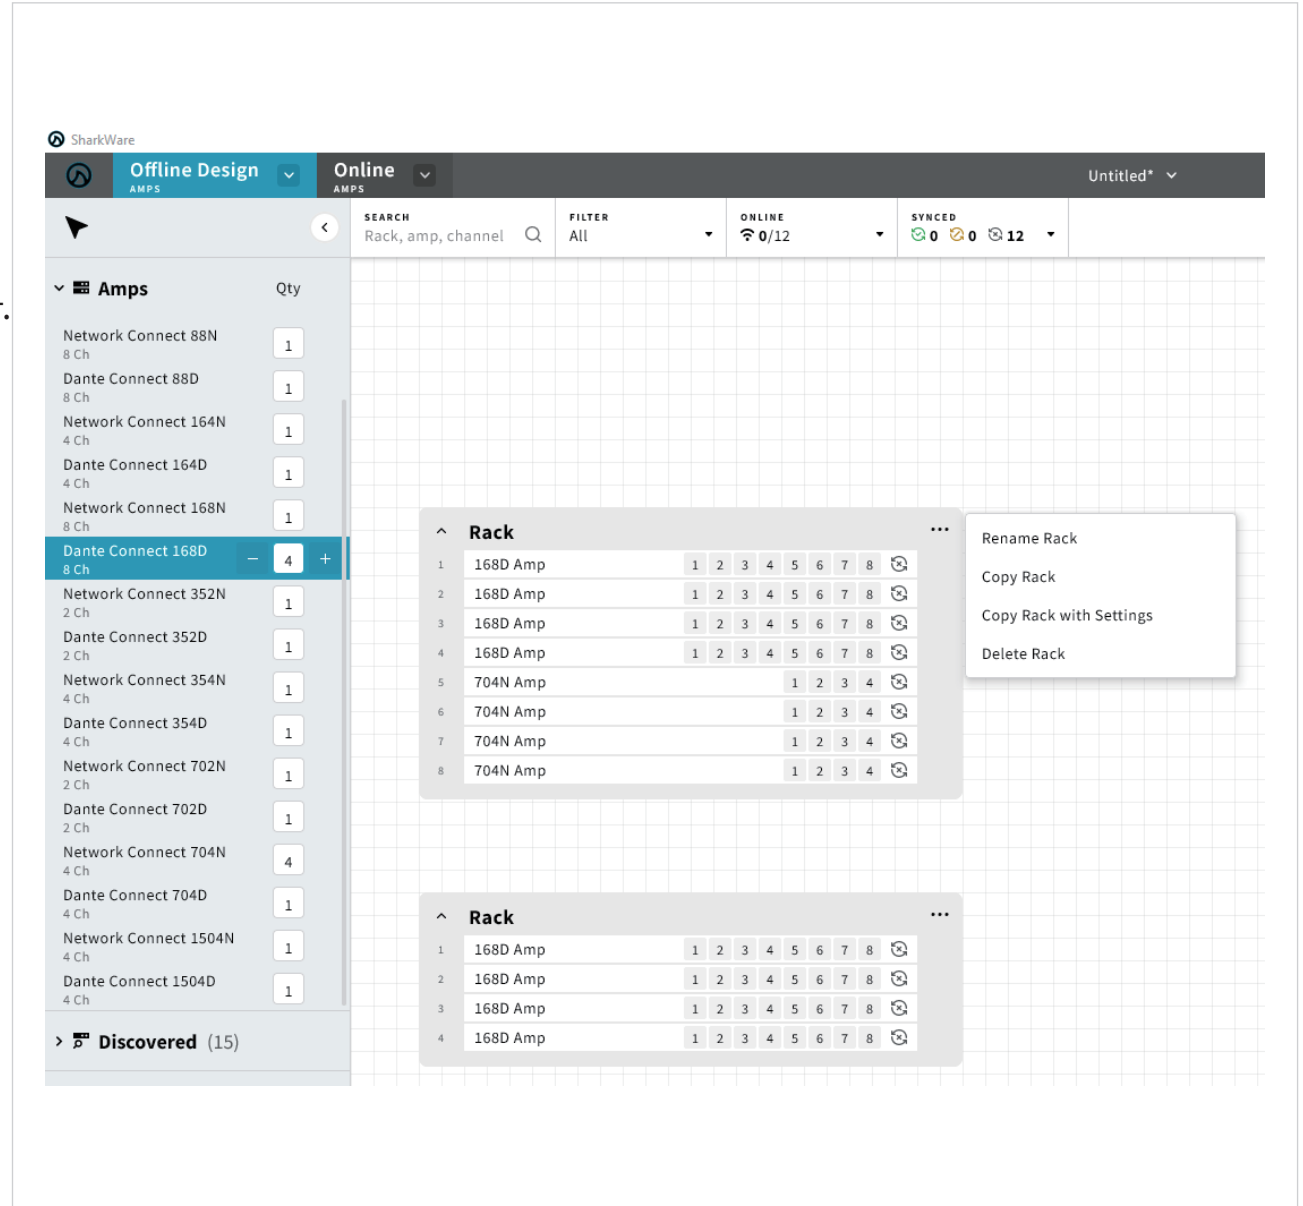 SharkWare
Offline Design
AMPS
Online
AMPS
Untitled*
SEARCH
Rack, amp, channel
FILTER
All
ONLINE
0/12
SYNCED
0 0 12
Amps Qty
Network Connect 88N
8 Ch
1
Dante Connect 88D
8 Ch
1
Network Connect 164N
4 Ch
1
Dante Connect 164D
4 Ch
1
Network Connect 168N
8 Ch
1
Dante Connect 168D
8 Ch
− 4 +
Network Connect 352N
2 Ch
1
Dante Connect 352D
2 Ch
1
Network Connect 354N
4 Ch
1
Dante Connect 354D
4 Ch
1
Network Connect 702N
2 Ch
1
Dante Connect 702D
2 Ch
1
Network Connect 704N
4 Ch
4
Dante Connect 704D
4 Ch
1
Network Connect 1504N
4 Ch
1
Dante Connect 1504D
4 Ch
1
Discovered (15)
Rack
1 168D Amp 1 2 3 4 5 6 7 8
2 168D Amp 1 2 3 4 5 6 7 8
3 168D Amp 1 2 3 4 5 6 7 8
4 168D Amp 1 2 3 4 5 6 7 8
5 704N Amp 1 2 3 4
6 704N Amp 1 2 3 4
7 704N Amp 1 2 3 4
8 704N Amp 1 2 3 4
Rename Rack
Copy Rack
Copy Rack with Settings
Delete Rack
Rack
1 168D Amp 1 2 3 4 5 6 7 8
2 168D Amp 1 2 3 4 5 6 7 8
3 168D Amp 1 2 3 4 5 6 7 8
4 168D Amp 1 2 3 4 5 6 7 8